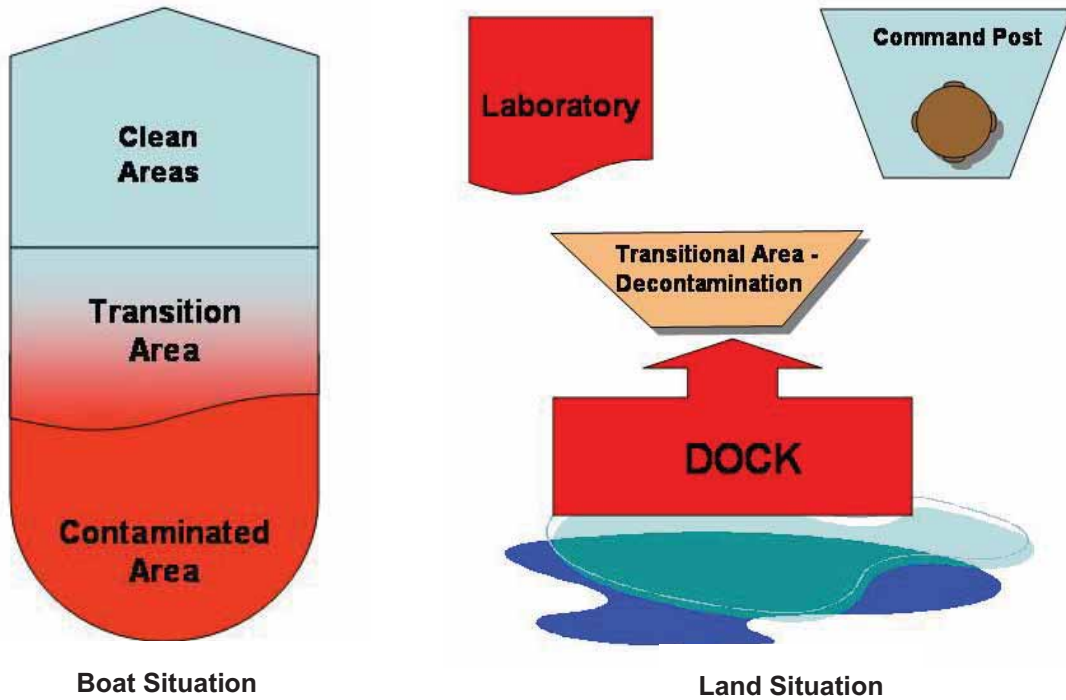 Clean
Areas
Transition
Area
Contaminated
Area
Boat Situation
Laboratory
Command Post
Transitional Area -
Decontamination
DOCK
Land Situation